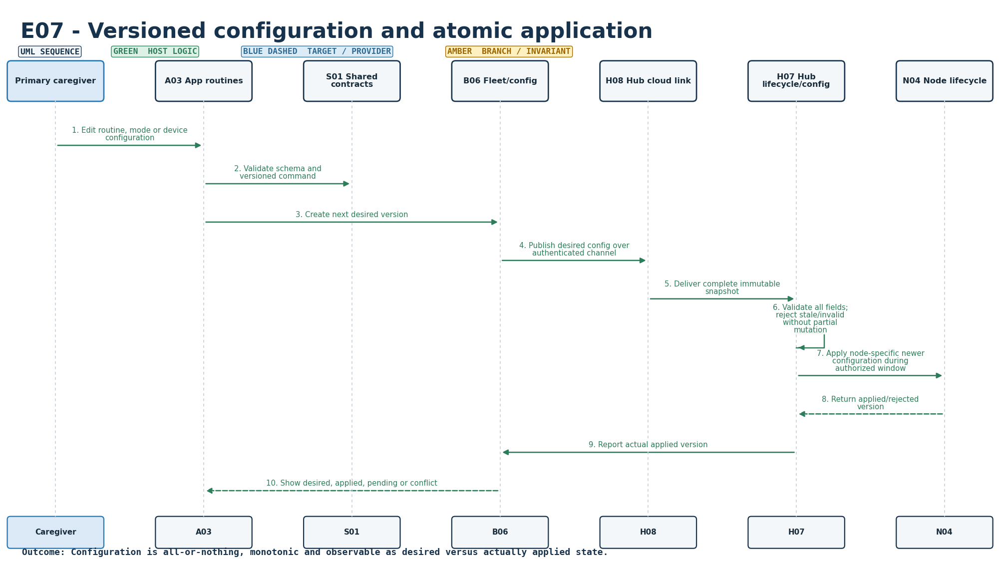 E07 - Versioned configuration and atomic application
UML SEQUENCE
GREEN  HOST LOGIC
BLUE DASHED  TARGET / PROVIDER
AMBER  BRANCH / INVARIANT
Primary caregiver
A03 App routines
S01 Shared
contracts
B06 Fleet/config
H08 Hub cloud link
H07 Hub
lifecycle/config
N04 Node lifecycle
1. Edit routine, mode or device
configuration
2. Validate schema and
versioned command
3. Create next desired version
4. Publish desired config over
authenticated channel
5. Deliver complete immutable
snapshot
6. Validate all fields;
reject stale/invalid
without partial
mutation
7. Apply node-specific newer
configuration during
authorized window
8. Return applied/rejected
version
9. Report actual applied version
10. Show desired, applied, pending or conflict
Caregiver
A03
S01
B06
H08
H07
N04
Outcome: Configuration is all-or-nothing, monotonic and observable as desired versus actually applied state.